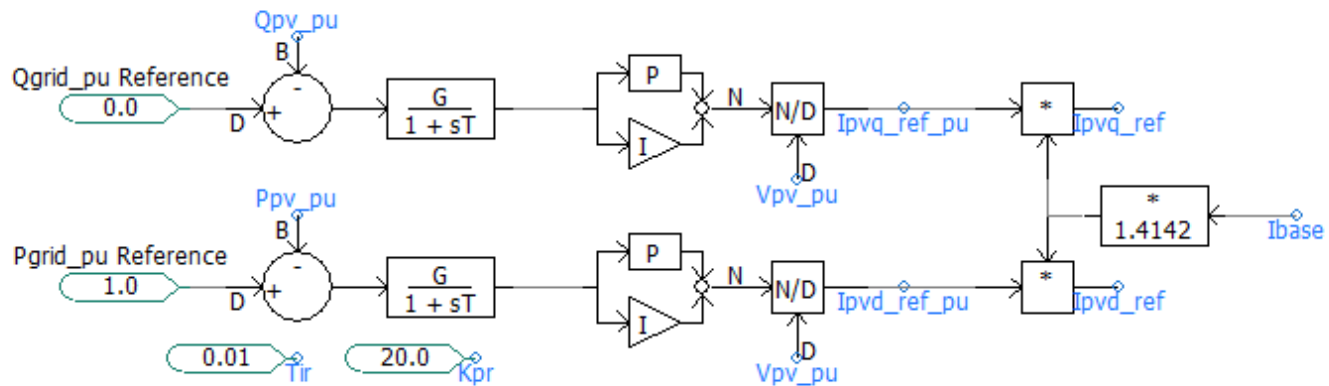 Qpv_pu
B
-
Qgrid_pu Reference
0.0
D
+
G
1 + sT
P
I
N
N/D
D
Vpv_pu
Ipvq_ref_pu
*
Ipvq_ref
*
1.4142
Ibase
Ppv_pu
B
-
Pgrid_pu Reference
1.0
D
+
G
1 + sT
P
I
N
N/D
D
Vpv_pu
Ipvd_ref_pu
*
Ipvd_ref
0.01
Tir
20.0
Kpr